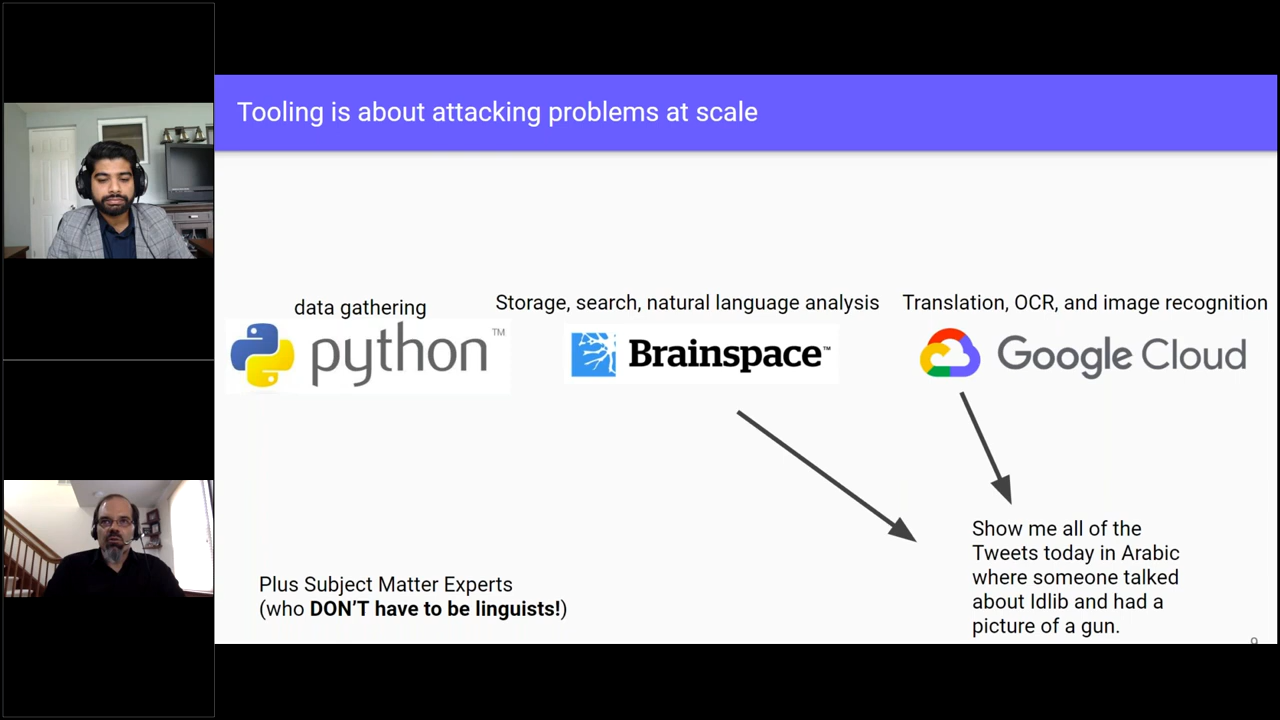 Tooling is about attacking problems at scale
data gathering
python™
Storage, search, natural language analysis
Brainspace™
Translation, OCR, and image recognition
Google Cloud
Show me all of the
Tweets today in Arabic
where someone talked
about Idlib and had a
picture of a gun.
Plus Subject Matter Experts
(who DON'T have to be linguists!)